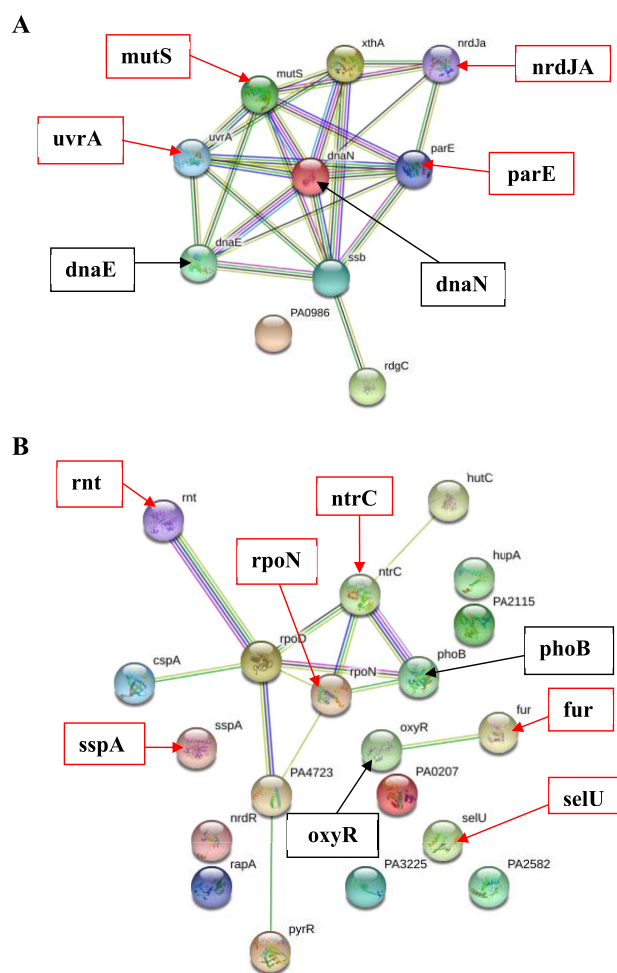 A
mutS
xthA
nrdJa
mutS
nrdJA
uvrA
uvrA
dnaN
parE
parE
dnaE
ssb
dnaE
dnaN
PA0986
rdgC
B
rnt
ntrC
hutC
rnt
rpoN
ntrC
hupA
PA2115
rpoD
phoB
phoB
cspA
rpoN
sspA
oxyR
fur
fur
sspA
PA4723
PA0207
selU
nrdR
oxyR
selU
rapA
PA3225
PA2582
pyrR